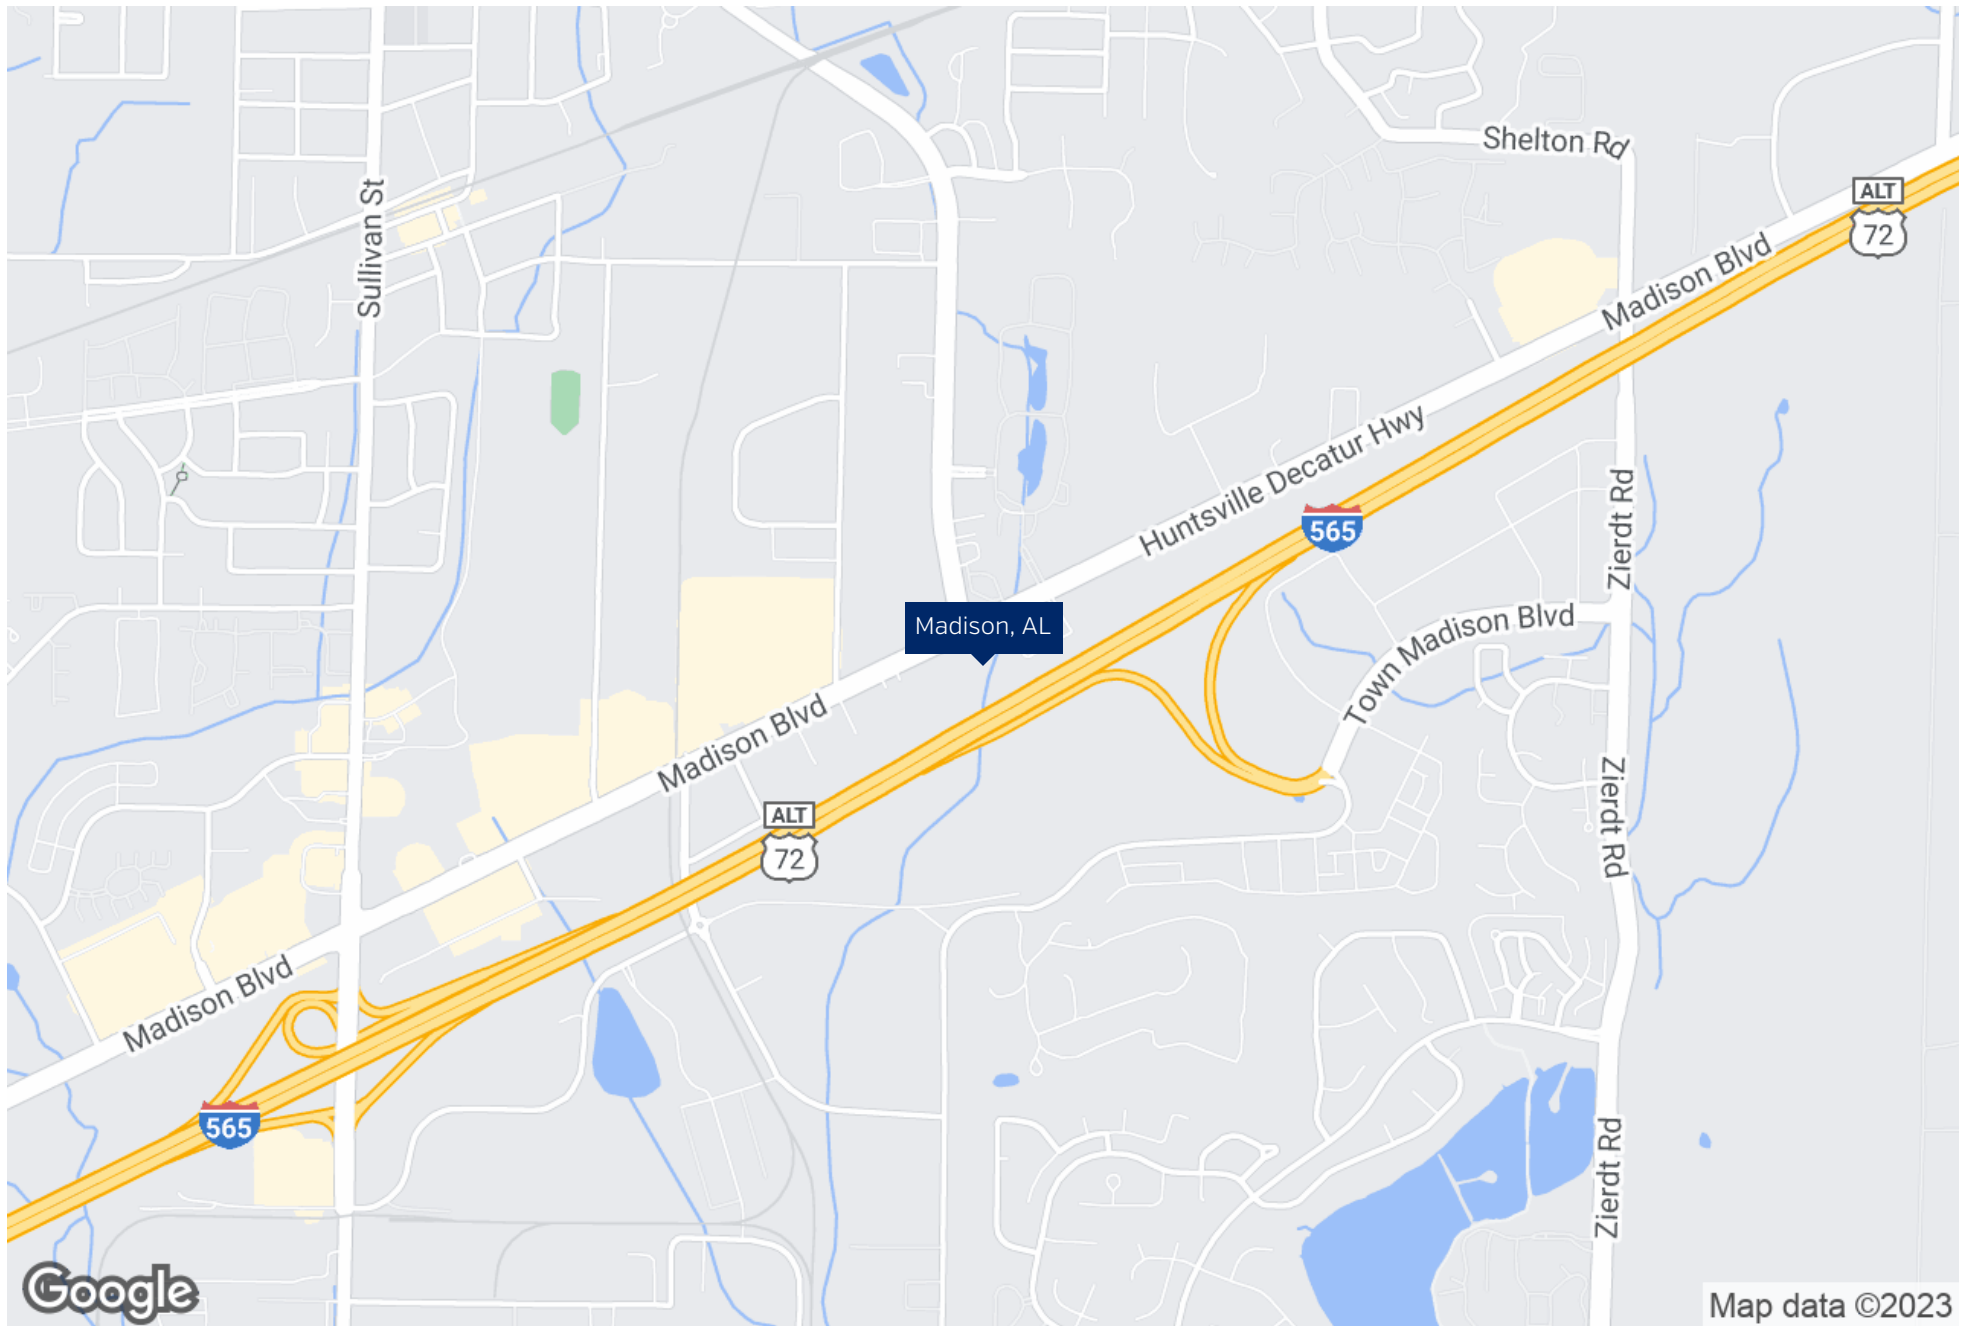 Shelton Rd
Sullivan St
ALT
72
Madison Blvd
Huntsville Decatur Hwy
565
Zierdt Rd
Madison, AL
Town Madison Blvd
Madison Blvd
ALT
72
Zierdt Rd
Madison Blvd
565
Zierdt Rd
Google
Map data ©2023